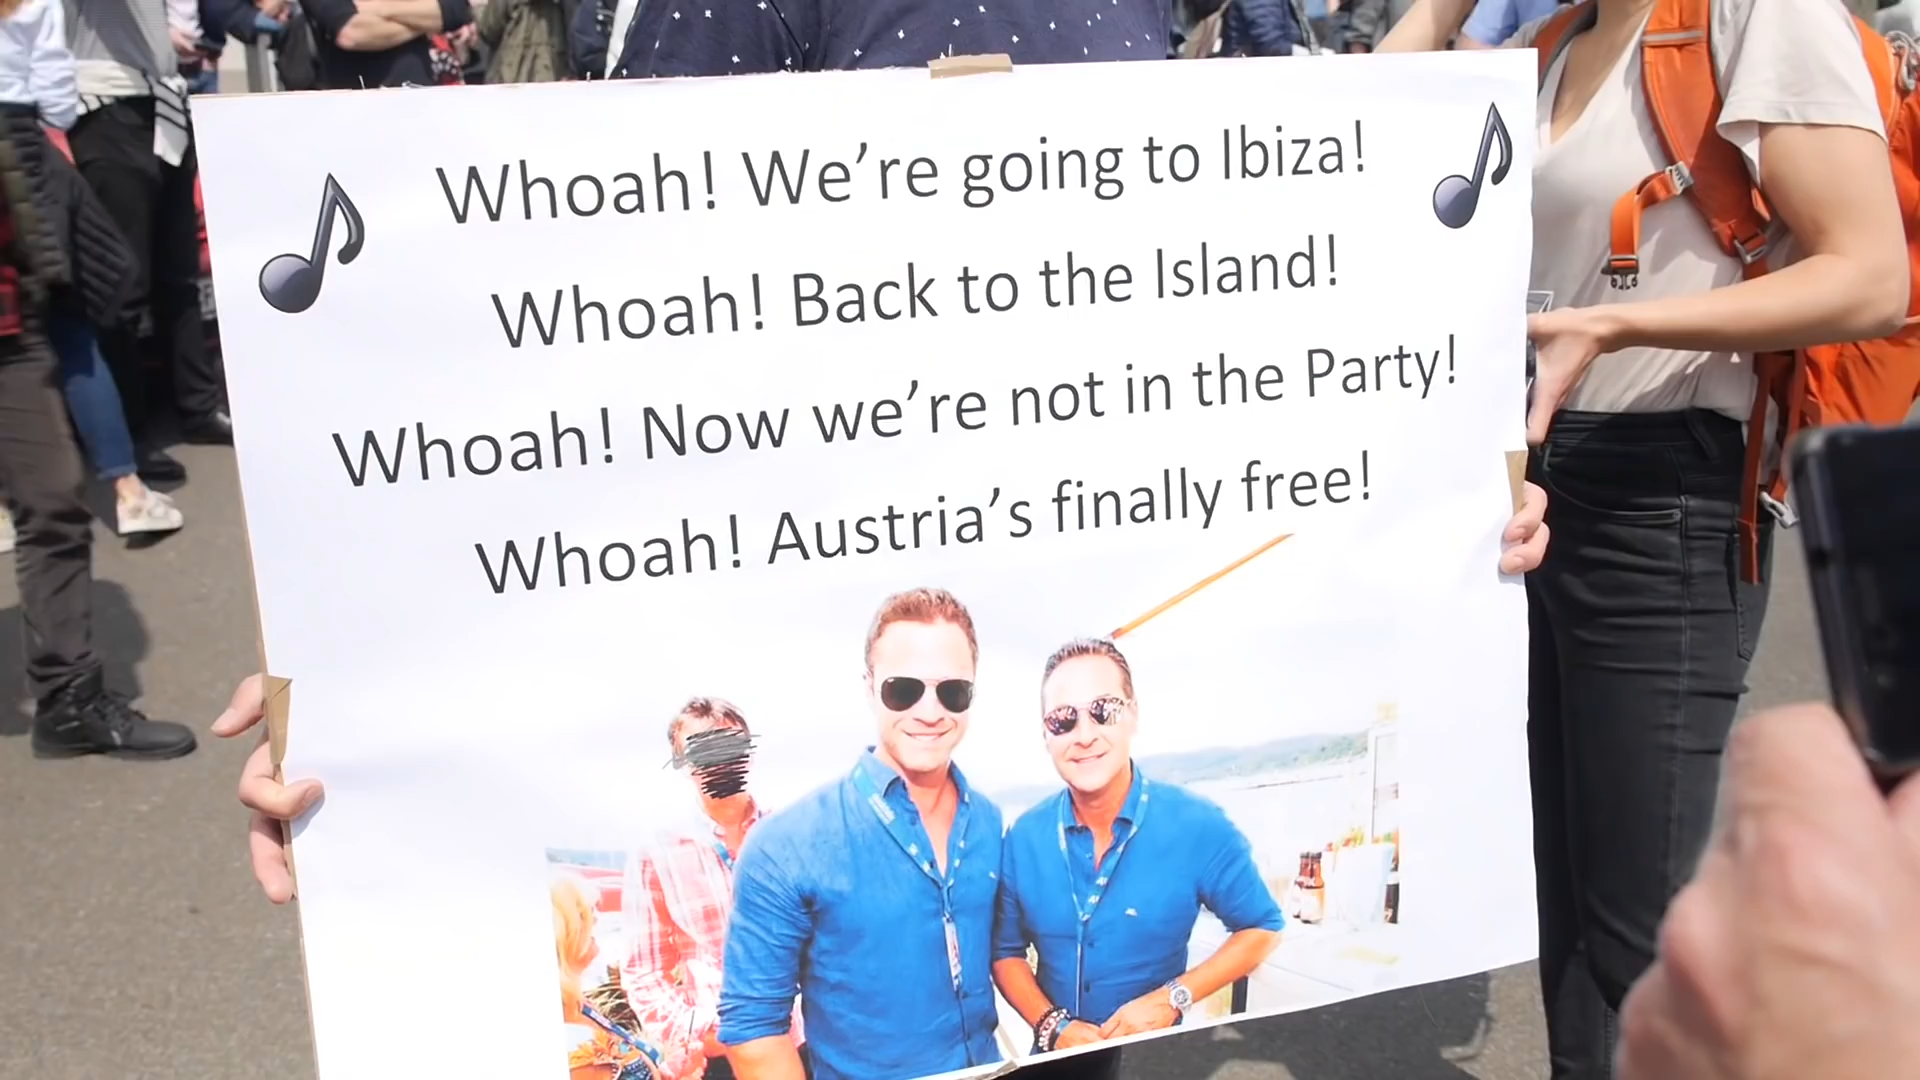 Whoah! We’re going to Ibiza!
Whoah! Back to the Island!
Whoah! Now we’re not in the Party!
Whoah! Austria’s finally free!